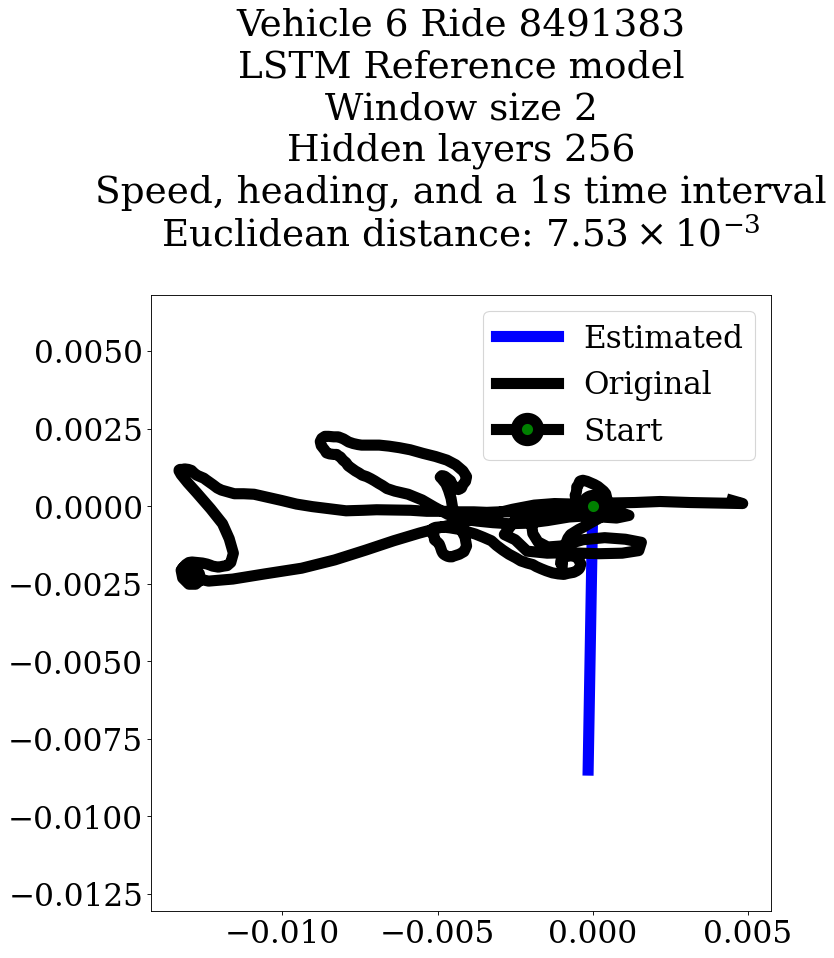 Vehicle 6 Ride 8491383
LSTM Reference model
Window size 2
Hidden layers 256
Speed, heading, and a 1s time interval
Euclidean distance: 7.53 × 10⁻³
Estimated
Original
Start
0.0050
0.0025
0.0000
−0.0025
−0.0050
−0.0075
−0.0100
−0.0125
−0.010 −0.005 0.000 0.005